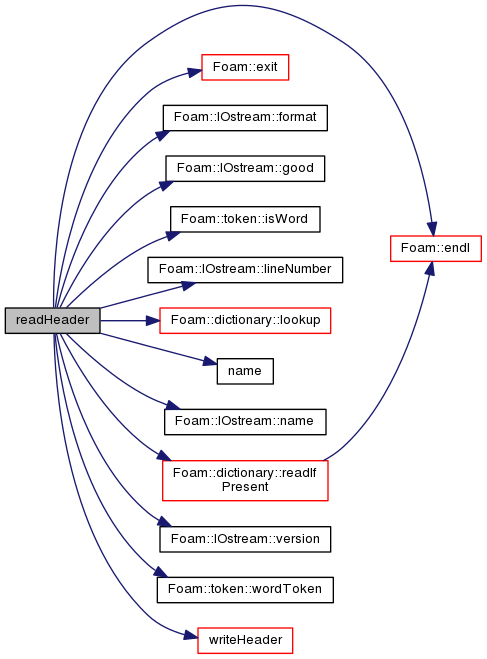 Foam::exit
Foam::IOstream::format
Foam::IOstream::good
Foam::token::isWord
Foam::endl
Foam::IOstream::lineNumber
readHeader
Foam::dictionary::lookup
name
Foam::IOstream::name
Foam::dictionary::readIf
Present
Foam::IOstream::version
Foam::token::wordToken
writeHeader